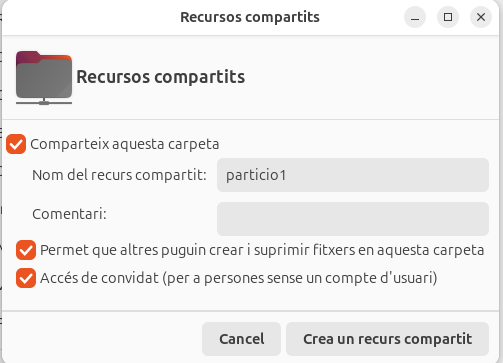 Recursos compartits
Recursos compartits
Comparteix aquesta carpeta
Nom del recurs compartit: particio1
Comentari:
Permet que altres puguin crear i suprimir fitxers en aquesta carpeta
Accés de convidat (per a persones sense un compte d'usuari)
Cancel Crea un recurs compartit